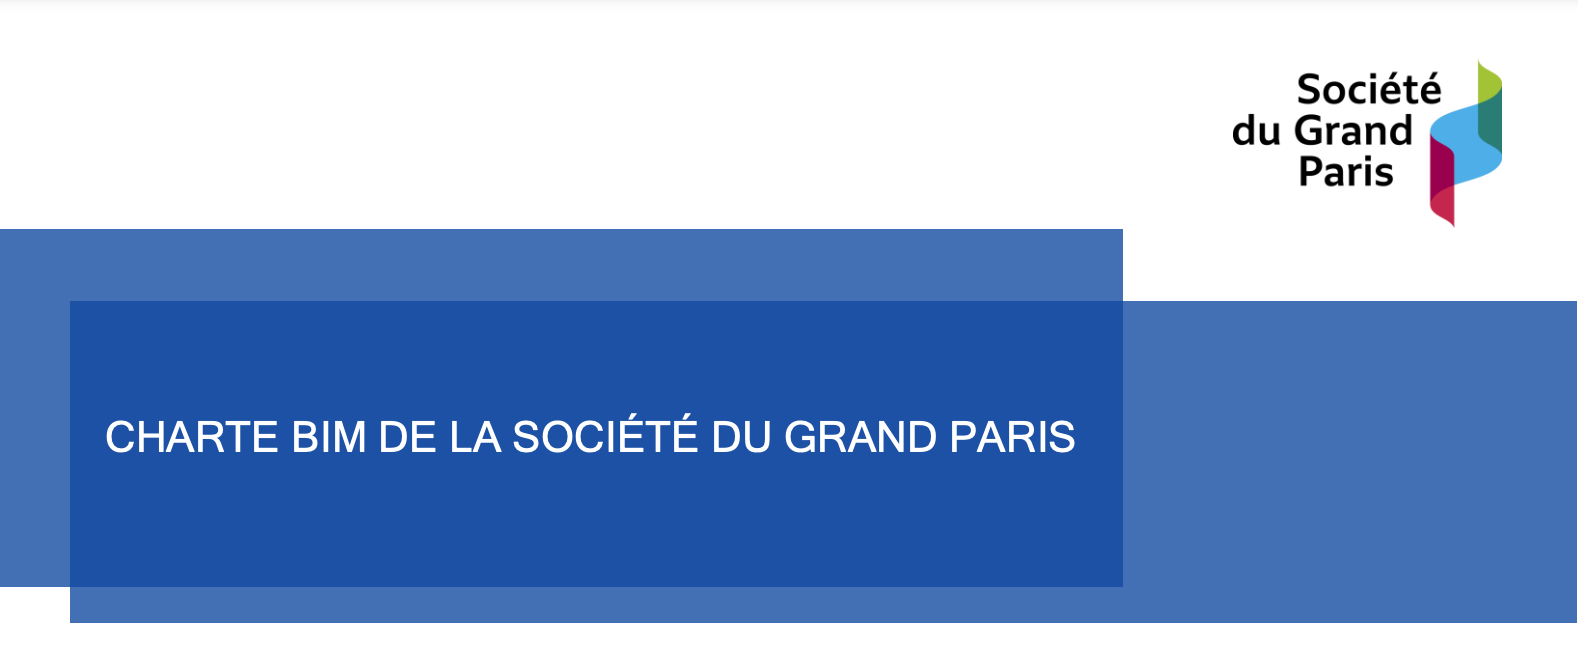 Société
du Grand
Paris
CHARTE BIM DE LA SOCIÉTÉ DU GRAND PARIS